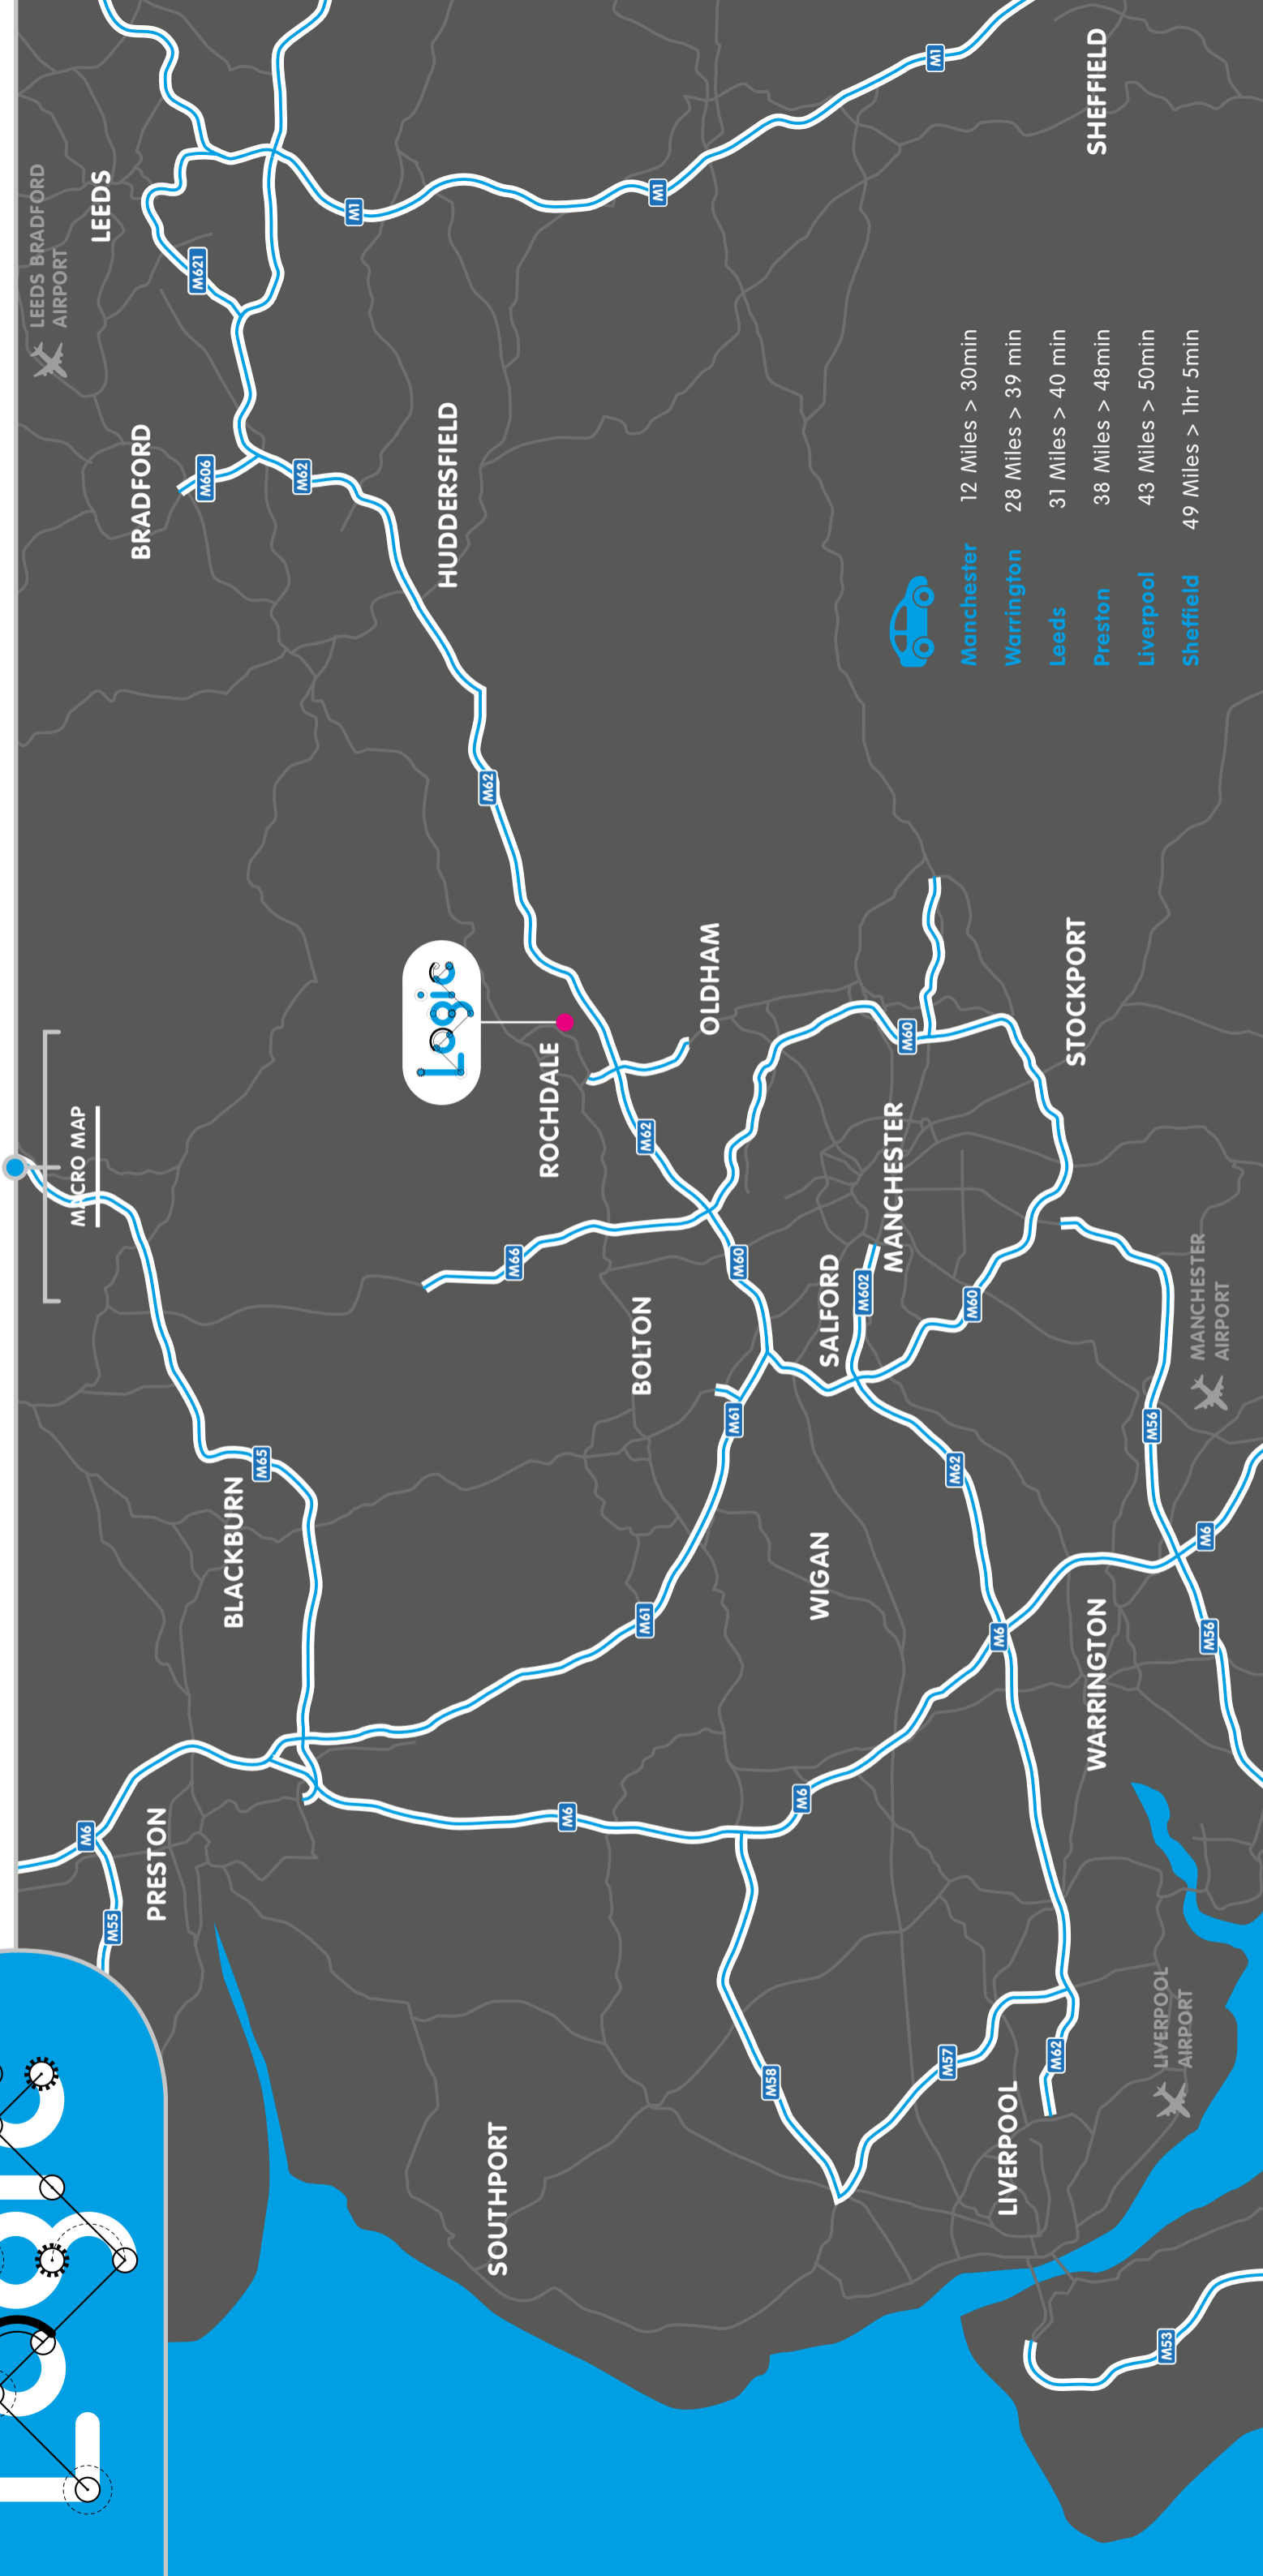 Logic
MACRO MAP
LEEDS BRADFORD
AIRPORT
LEEDS
BRADFORD
M621
M606
M62
M1
M1
M1
HUDDERSFIELD
SHEFFIELD
M62
Logic
ROCHDALE
OLDHAM
M62
M66
M60
M60
M60
M602
SALFORD
MANCHESTER
STOCKPORT
BOLTON
M65
BLACKBURN
M61
M61
M62
WIGAN
MANCHESTER
AIRPORT
M56
M56
M6
M6
M6
M6
M6
WARRINGTON
PRESTON
M55
SOUTHPORT
M58
M57
M62
LIVERPOOL
LIVERPOOL
AIRPORT
M53
Manchester 12 Miles > 30min
Warrington 28 Miles > 39 min
Leeds 31 Miles > 40 min
Preston 38 Miles > 48min
Liverpool 43 Miles > 50min
Sheffield 49 Miles > 1hr 5min